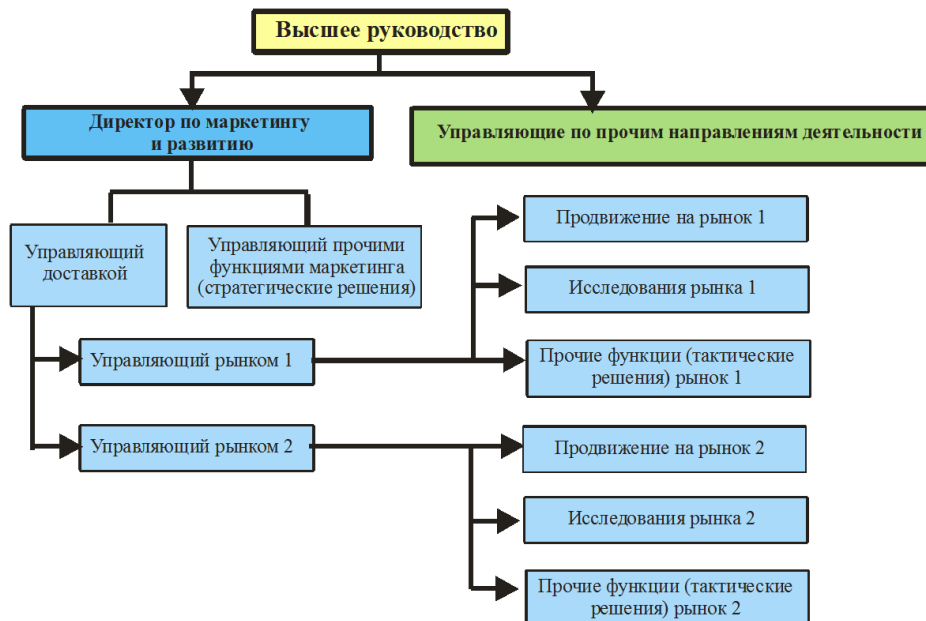 Высшее руководство
Директор по маркетингу
и развитию
Управляющие по прочим направлениям деятельности
Управляющий
доставкой
Управляющий прочими
функциями маркетинга
(стратегические решения)
Продвижение на рынок 1
Исследования рынка 1
Управляющий рынком 1
Прочие функции (тактические
решения) рынок 1
Управляющий рынком 2
Продвижение на рынок 2
Исследования рынка 2
Прочие функции (тактические
решения) рынок 2